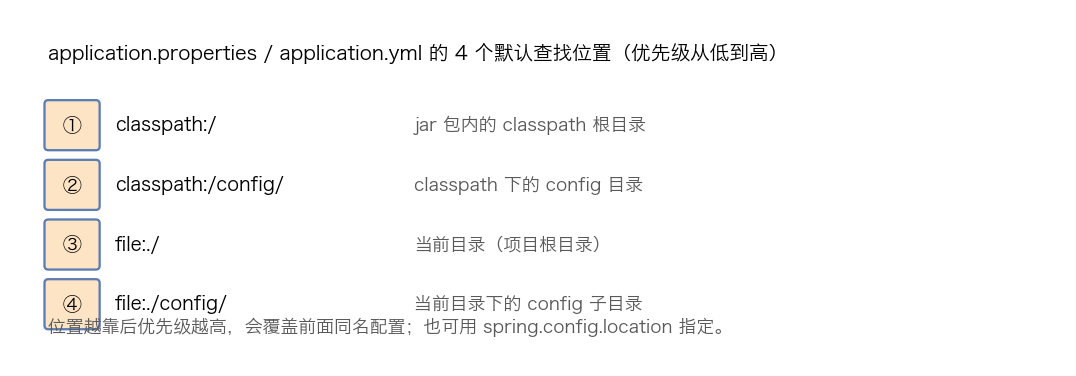 application.properties / application.yml 的 4 个默认查找位置（优先级从低到高）
① classpath:/ jar 包内的 classpath 根目录
② classpath:/config/ classpath 下的 config 目录
③ file:./ 当前目录（项目根目录）
④ file:./config/ 当前目录下的 config 子目录
位置越靠后优先级越高，会覆盖前面同名配置；也可用 spring.config.location 指定。